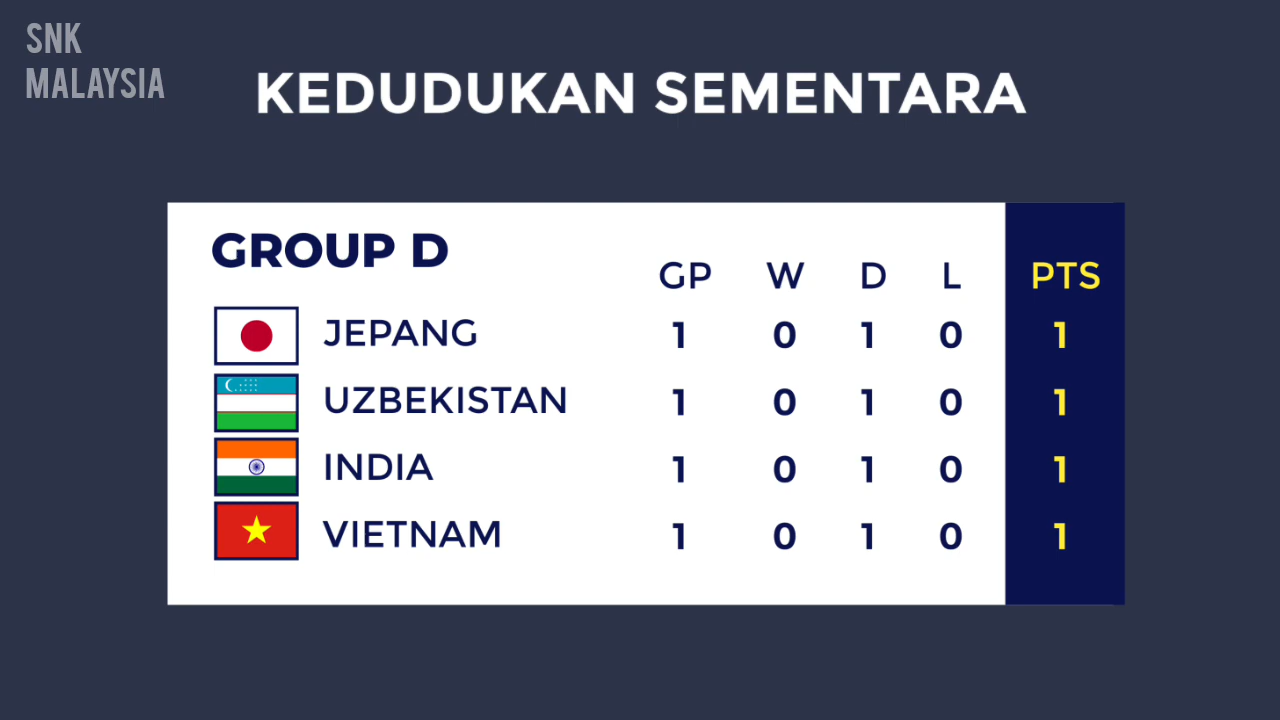 SNK
MALAYSIA
KEDUDUKAN SEMENTARA
GROUP D
GP W D L PTS
JEPANG 1 0 1 0 1
UZBEKISTAN 1 0 1 0 1
INDIA 1 0 1 0 1
VIETNAM 1 0 1 0 1